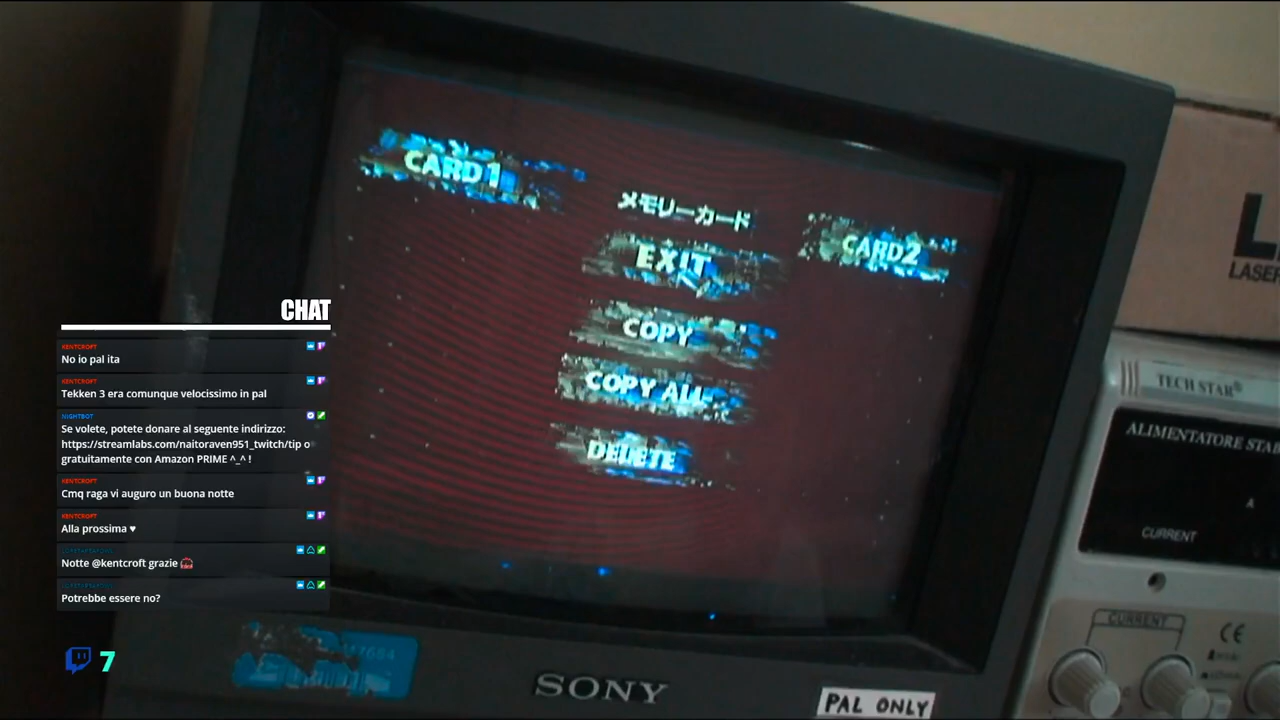 CARD1
メモリーカード
CARD2
EXIT
COPY
COPY ALL
DELETE
CHAT
KENTCROFT
No io pal ita
KENTCROFT
Tekken 3 era comunque velocissimo in pal
NIGHTBOT
Se volete, potete donare al seguente indirizzo:
https://streamlabs.com/naitoraven951_twitch/tip o
gratuitamente con Amazon PRIME ^_^ !
KENTCROFT
Cmq raga vi auguro un buona notte
KENTCROFT
Alla prossima ♥
Notte @kentcroft grazie
Potrebbe essere no?
7
7684
SONY
PAL ONLY
LASER
TECH STAR®
ALIMENTATORE STAB
A
CURRENT
CURRENT
CE